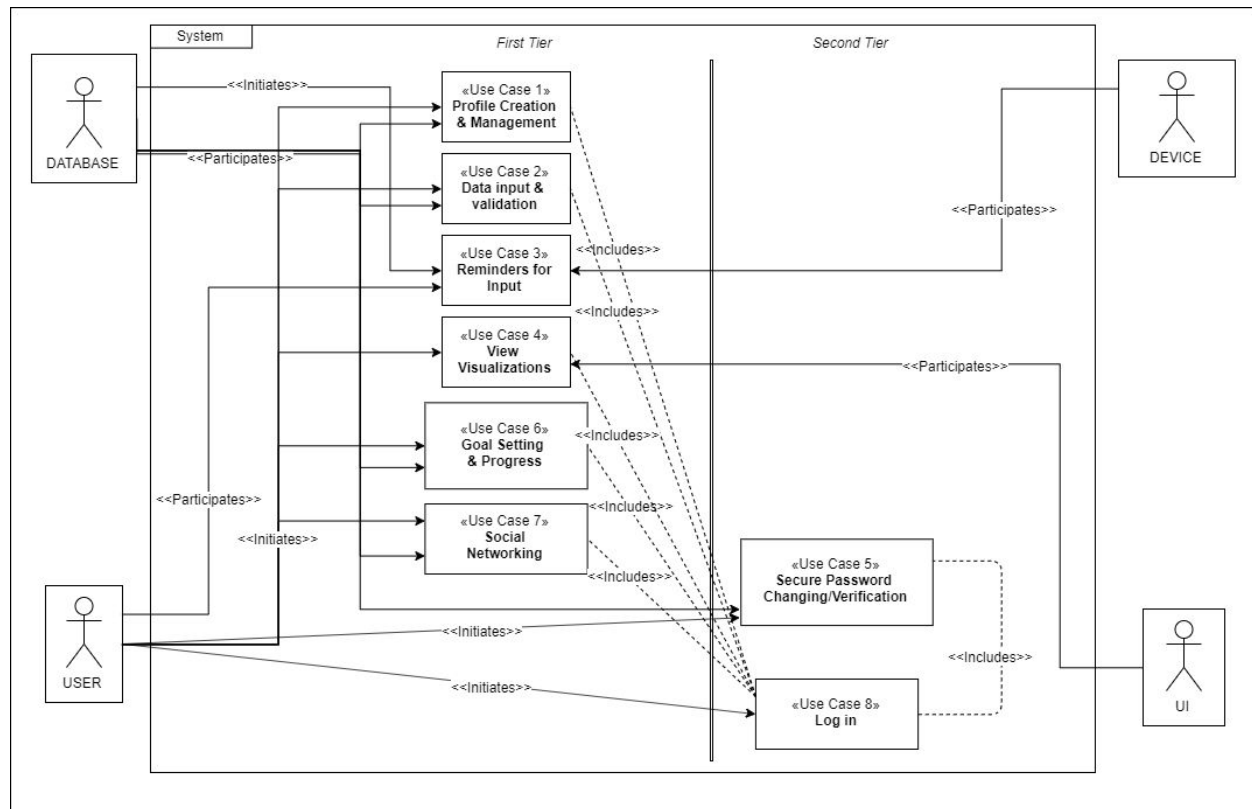 System
First Tier
Second Tier
<<Initiates>>
«Use Case 1»
Profile Creation
& Management
DATABASE
<<Participates>>
DEVICE
«Use Case 2»
Data input &
validation
<<Participates>>
«Use Case 3»
Reminders for
Input
<<Includes>>
<<Includes>>
«Use Case 4»
View
Visualizations
<<Participates>>
«Use Case 6»
Goal Setting
& Progress
<<Includes>>
<<Participates>>
<<Includes>>
«Use Case 7»
Social
Networking
<<Initiates>>
<<Includes>>
«Use Case 5»
Secure Password
Changing/Verification
<<Initiates>>
<<Includes>>
USER
<<Initiates>>
«Use Case 8»
Log in
UI